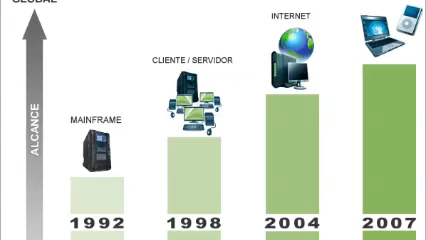 GLOBAL
INTERNET
CLIENTE / SERVIDOR
MAINFRAME
ALCANCE
1992 1998 2004 2007